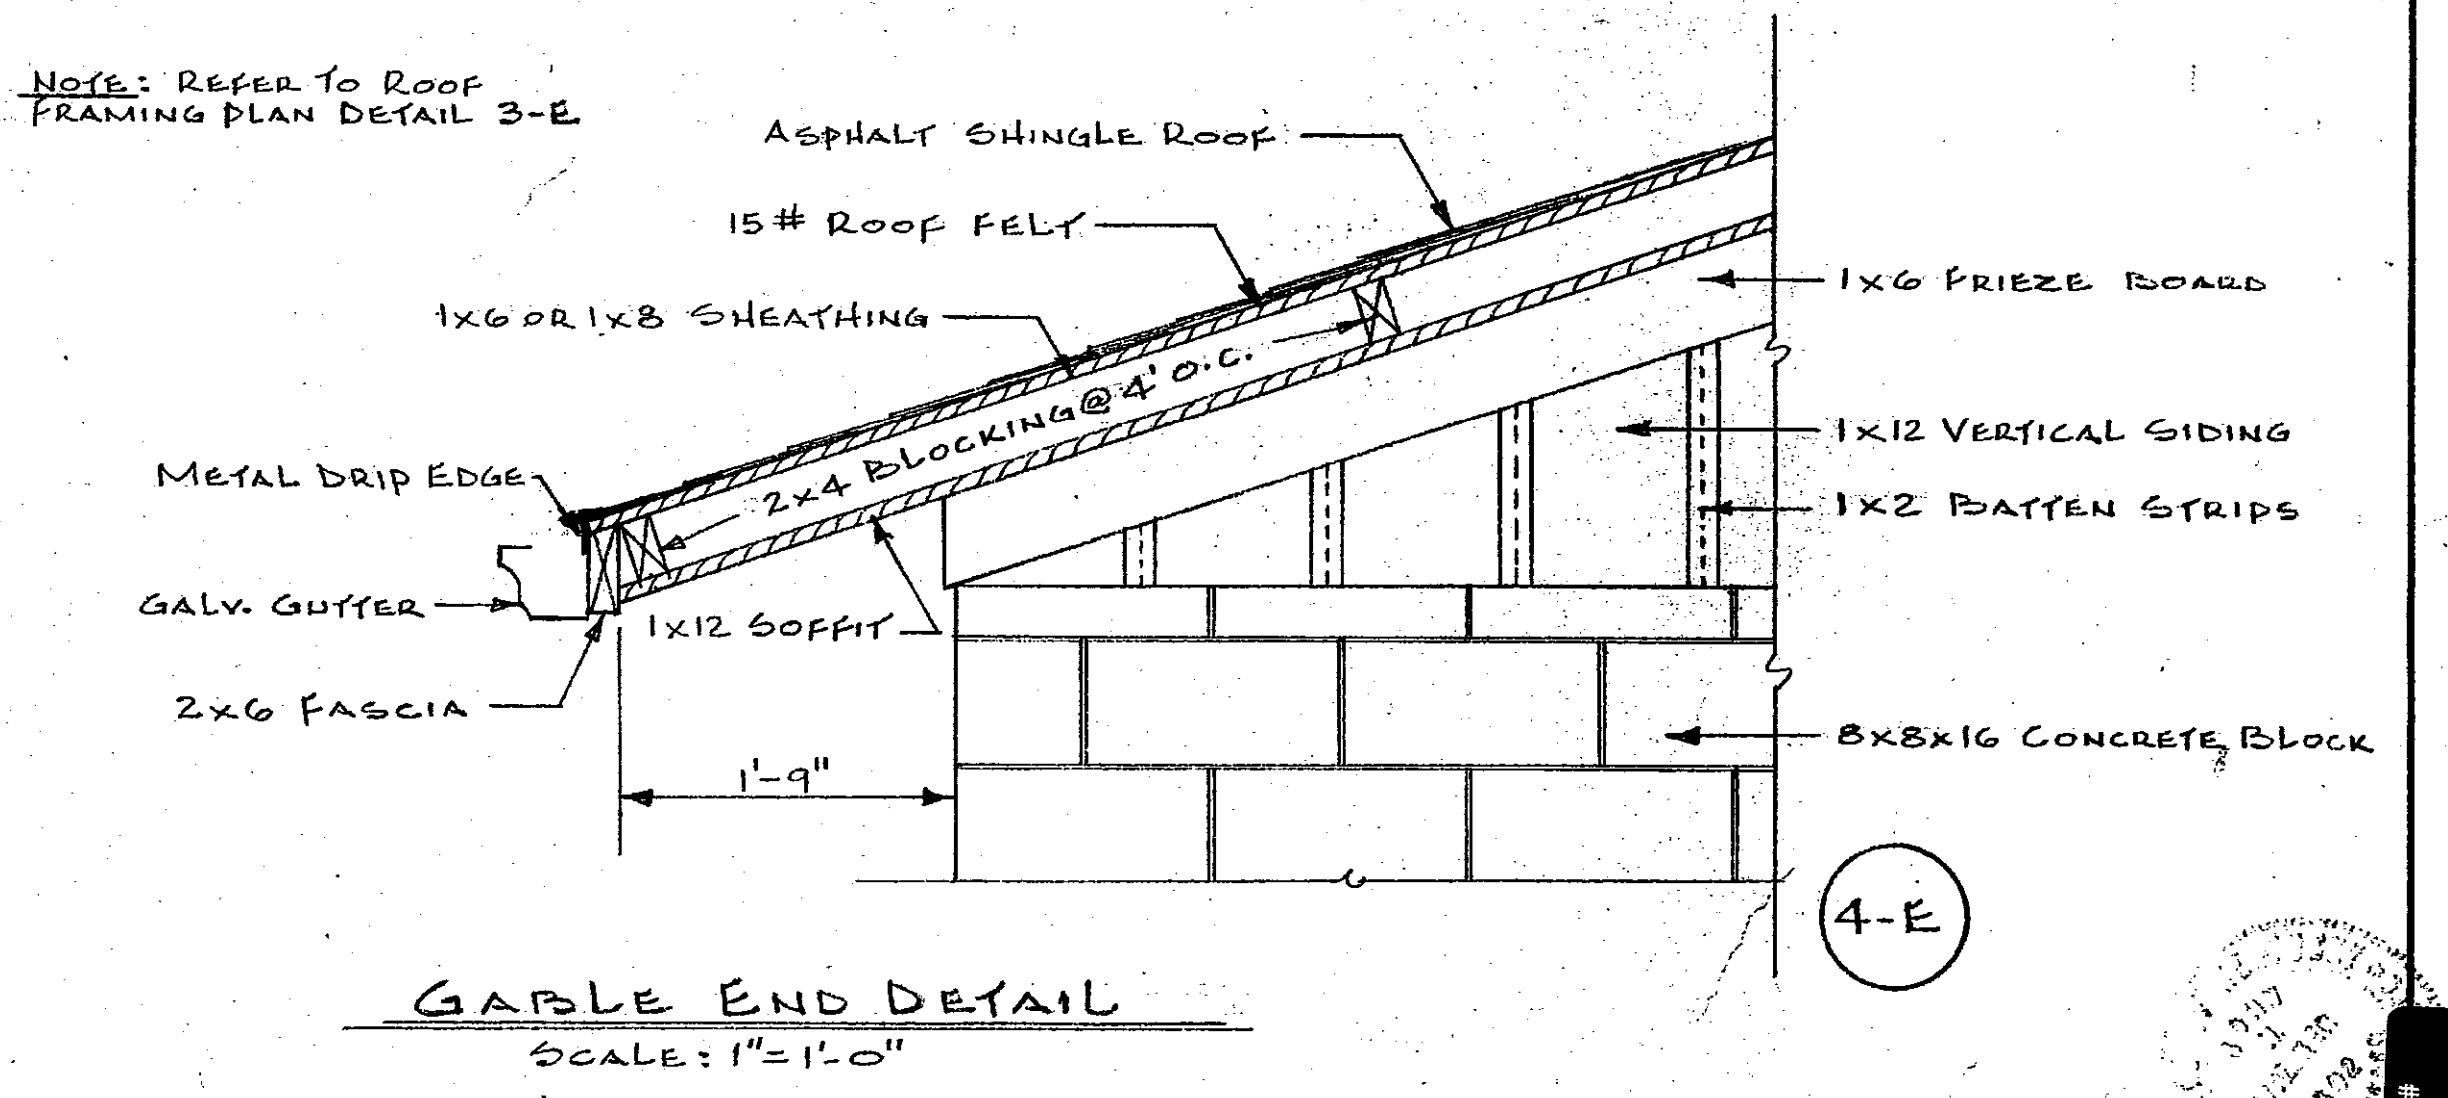 NOTE: REFER TO ROOF
FRAMING PLAN DETAIL 3-E
ASPHALT SHINGLE ROOF
15# ROOF FELT
1X6 OR 1X8 SHEATHING
1X6 FRIEZE BOARD
2X4 BLOCKING @ 4' O.C.
1X12 VERTICAL SIDING
METAL DRIP EDGE
1X2 BATTEN STRIPS
GALV. GUTTER
1X12 SOFFIT
2X6 FASCIA
8X8X16 CONCRETE BLOCK
1'-9"
4-E
GABLE END DETAIL
SCALE: 1"=1'-0"
#